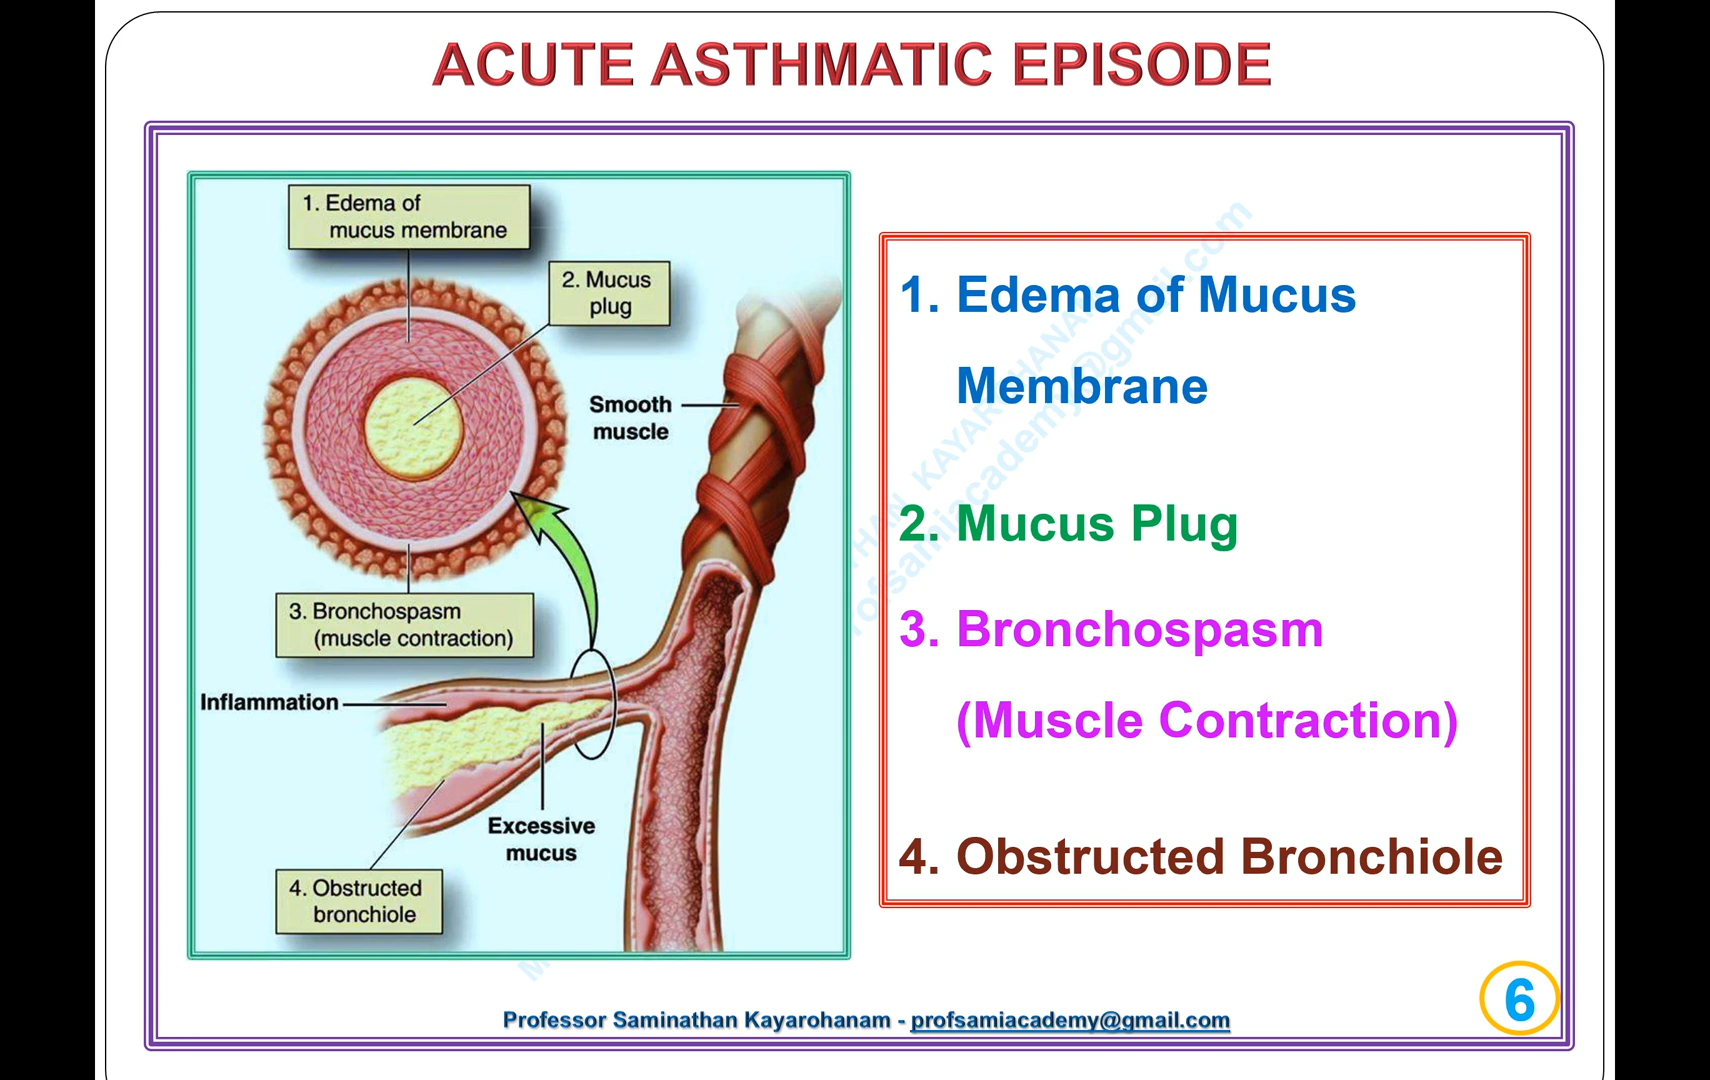 ACUTE ASTHMATIC EPISODE
1. Edema of
mucus membrane
2. Mucus
plug
Smooth
muscle
3. Bronchospasm
(muscle contraction)
Inflammation
Excessive
mucus
4. Obstructed
bronchiole
1. Edema of Mucus
Membrane
2. Mucus Plug
3. Bronchospasm
(Muscle Contraction)
4. Obstructed Bronchiole
6
Professor Saminathan Kayarohanam - profsamiacademy@gmail.com